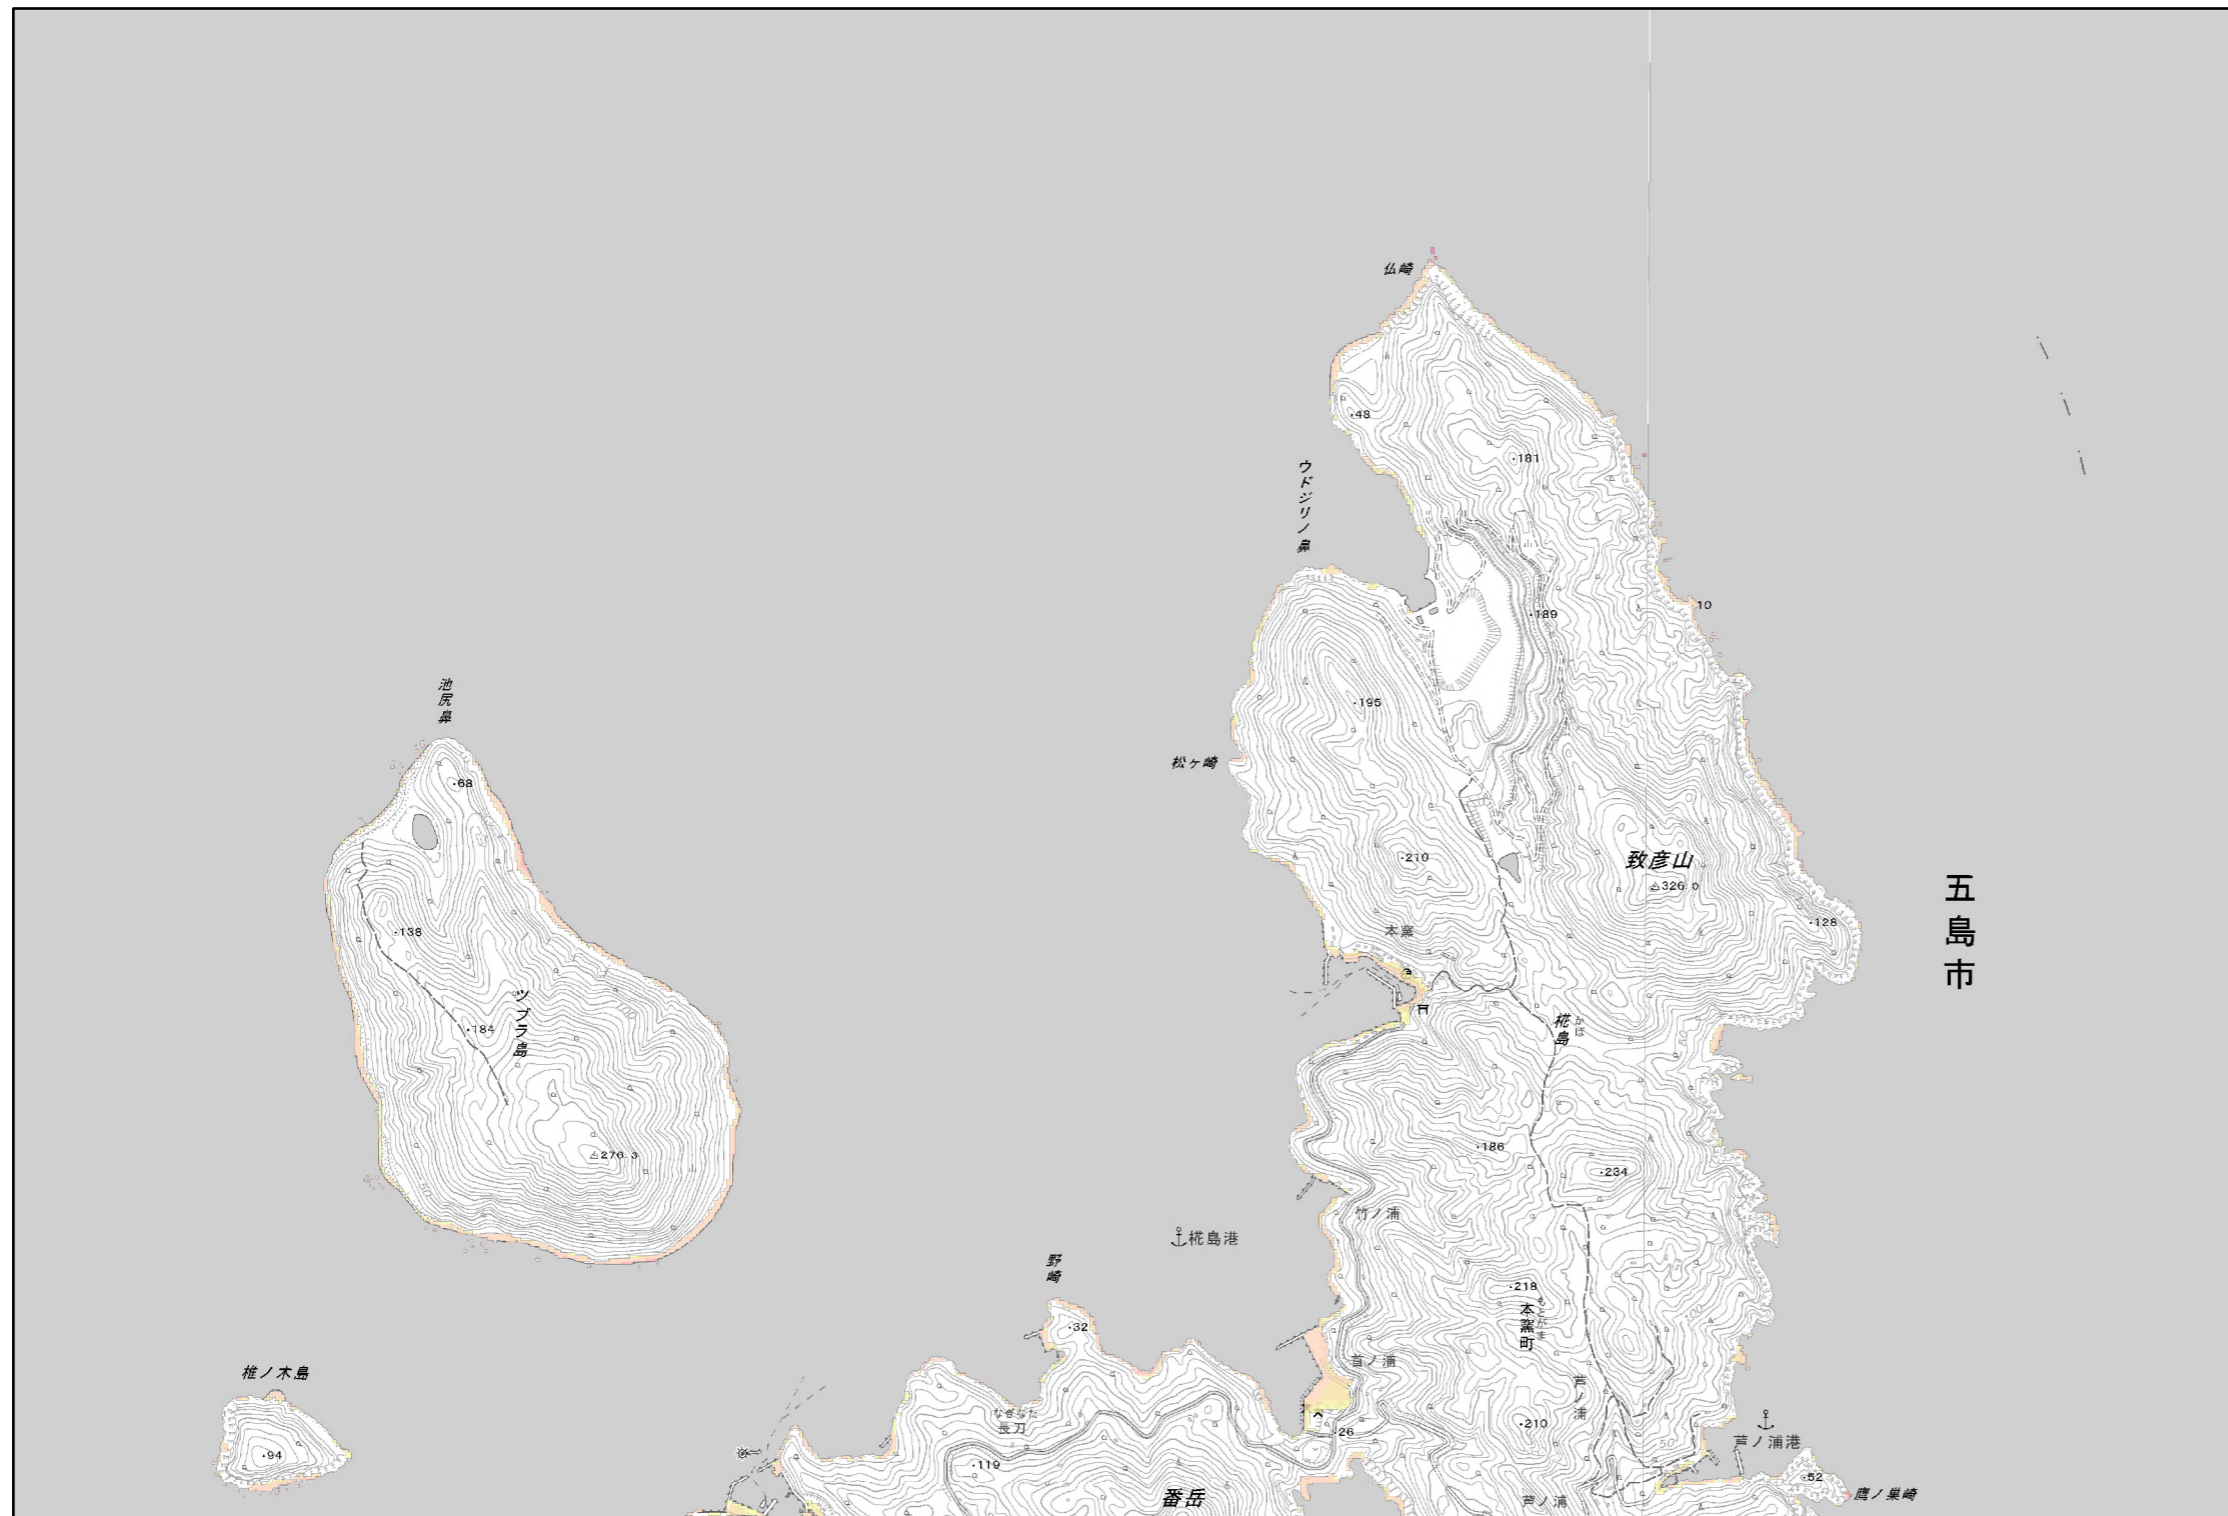 仏崎
48
181
ウドジリノ鼻
10
189
195
池尻鼻
松ヶ崎
68
210
致彦山
326.0
五島市
128
138
本窯
ツブラ島
100
184
椛島
かば
50
186
276.3
234
50
竹ノ浦
椛島港
野崎
218
本窯町
もとがま
100
32
首ノ浦
椎ノ木島
芦ノ浦
なぎなた
長刀
210
26
50
芦ノ浦港
94
119
52
番岳
芦ノ浦
鷹ノ巣崎